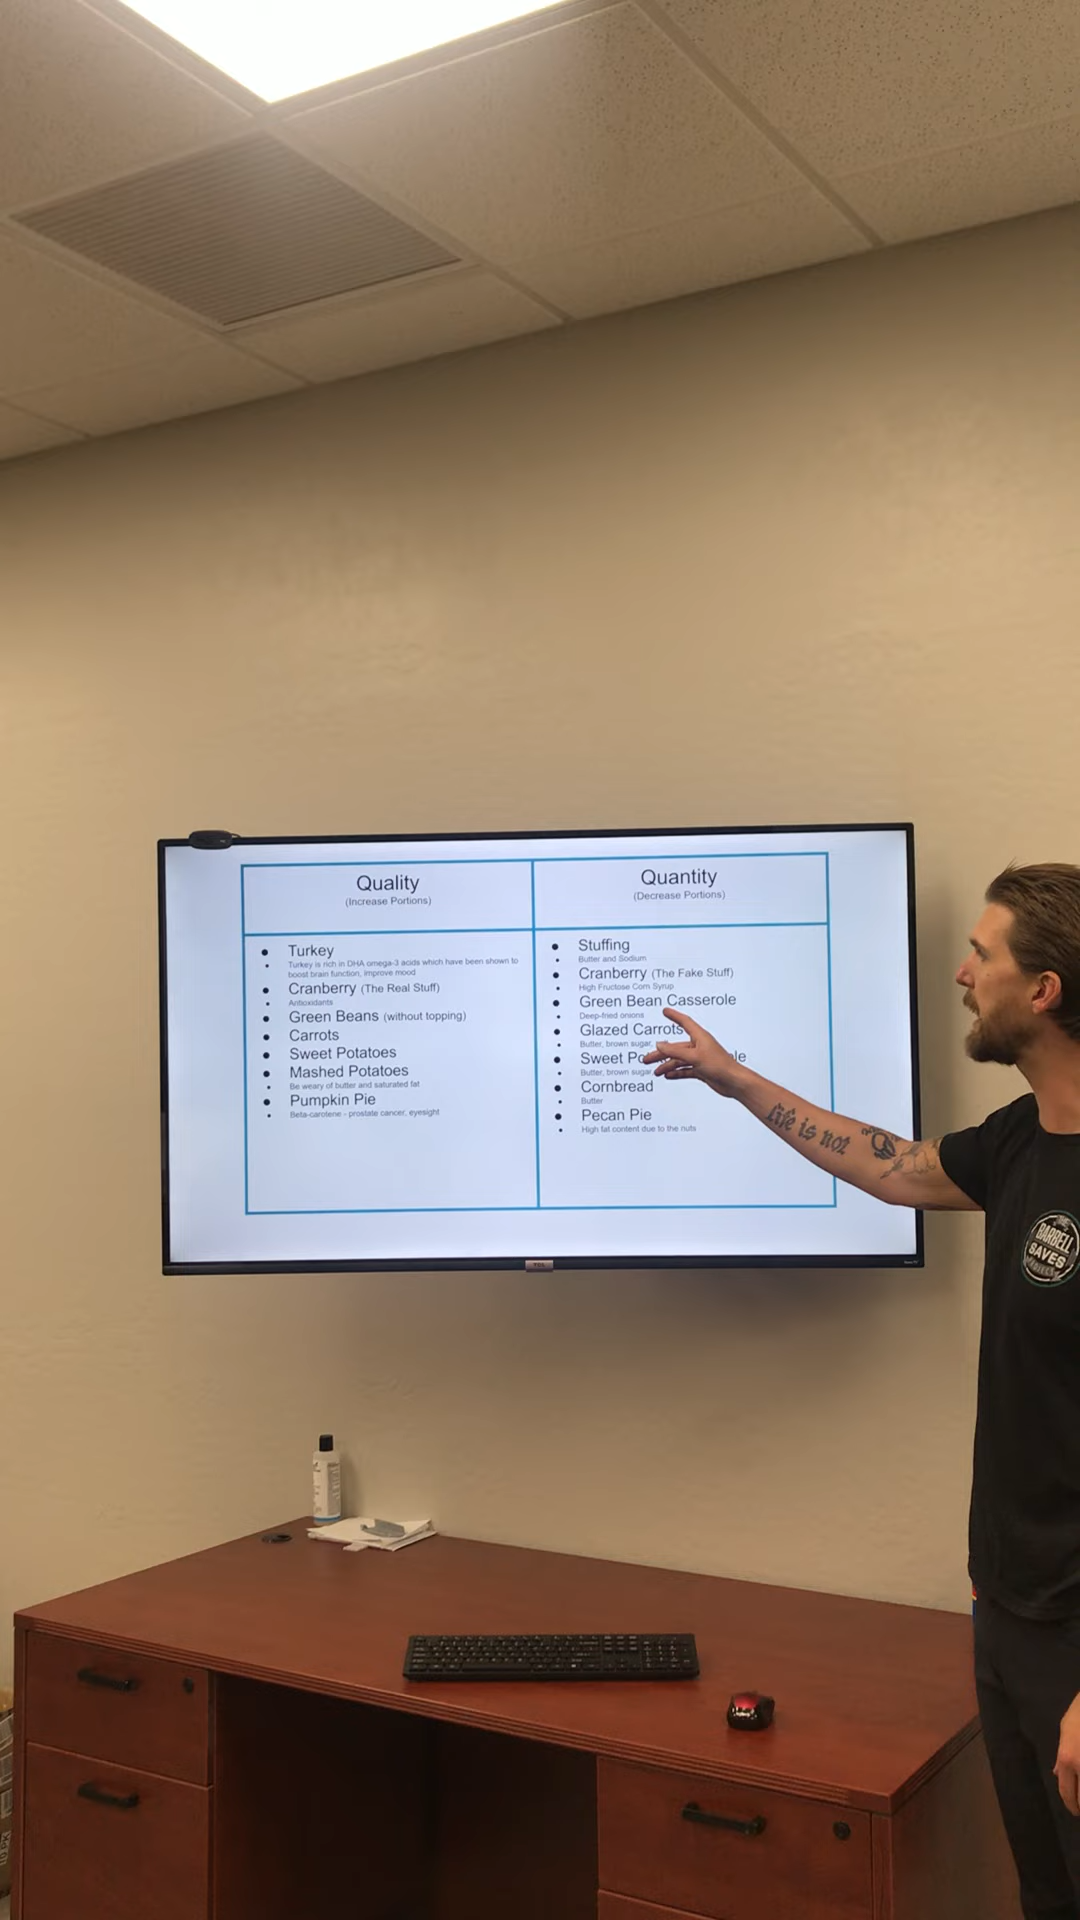 Quality
(Increase Portions)
Turkey
Turkey is rich in DHA omega-3 acids which have been shown to
boost brain function, improve mood
Cranberry (The Real Stuff)
Antioxidants
Green Beans (without topping)
Carrots
Sweet Potatoes
Mashed Potatoes
Be weary of butter and saturated fat
Pumpkin Pie
Beta-carotene - prostate cancer, eyesight
Quantity
(Decrease Portions)
Stuffing
Butter and Sodium
Cranberry (The Fake Stuff)
High Fructose Corn Syrup
Green Bean Casserole
Deep-fried onions
Glazed Carrots
Butter, brown sugar,
Sweet
Butter, brown sugar,
Cornbread
Butter
Pecan Pie
High fat content due to the nuts
TCL
life is not
BARBELL
SAVES
PROJECT